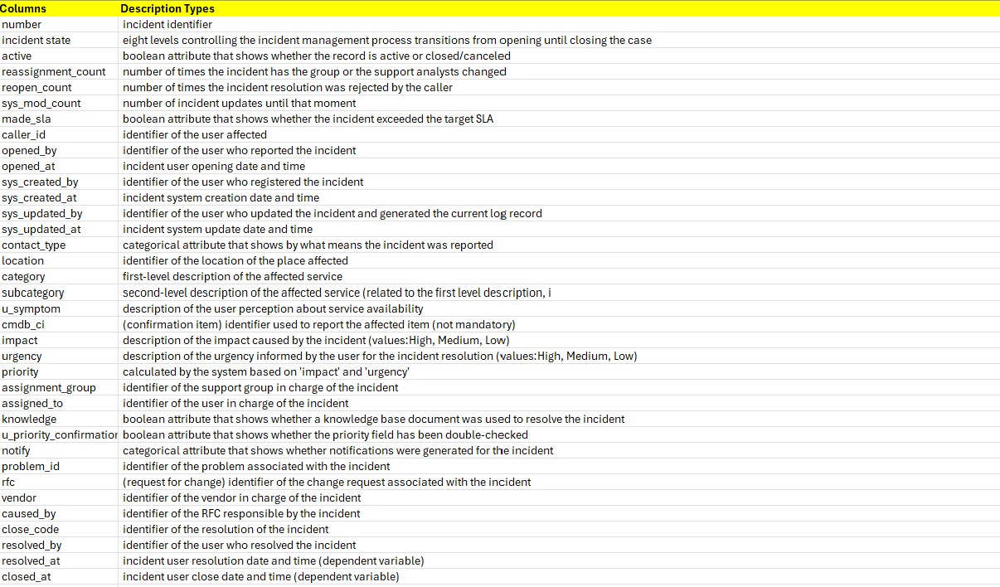 Columns Description Types
number incident identifier
incident state eight levels controlling the incident management process transitions from opening until closing the case
active boolean attribute that shows whether the record is active or closed/canceled
reassignment_count number of times the incident has the group or the support analysts changed
reopen_count number of times the incident resolution was rejected by the caller
sys_mod_count number of incident updates until that moment
made_sla boolean attribute that shows whether the incident exceeded the target SLA
caller_id identifier of the user affected
opened_by identifier of the user who reported the incident
opened_at incident user opening date and time
sys_created_by identifier of the user who registered the incident
sys_created_at incident system creation date and time
sys_updated_by identifier of the user who updated the incident and generated the current log record
sys_updated_at incident system update date and time
contact_type categorical attribute that shows by what means the incident was reported
location identifier of the location of the place affected
category first-level description of the affected service
subcategory second-level description of the affected service (related to the first level description, i
u_symptom description of the user perception about service availability
cmdb_ci (confirmation item) identifier used to report the affected item (not mandatory)
impact description of the impact caused by the incident (values:High, Medium, Low)
urgency description of the urgency informed by the user for the incident resolution (values:High, Medium, Low)
priority calculated by the system based on 'impact' and 'urgency'
assignment_group identifier of the support group in charge of the incident
assigned_to identifier of the user in charge of the incident
knowledge boolean attribute that shows whether a knowledge base document was used to resolve the incident
u_priority_confirmation boolean attribute that shows whether the priority field has been double-checked
notify categorical attribute that shows whether notifications were generated for the incident
problem_id identifier of the problem associated with the incident
rfc (request for change) identifier of the change request associated with the incident
vendor identifier of the vendor in charge of the incident
caused_by identifier of the RFC responsible by the incident
close_code identifier of the resolution of the incident
resolved_by identifier of the user who resolved the incident
resolved_at incident user resolution date and time (dependent variable)
closed_at incident user close date and time (dependent variable)